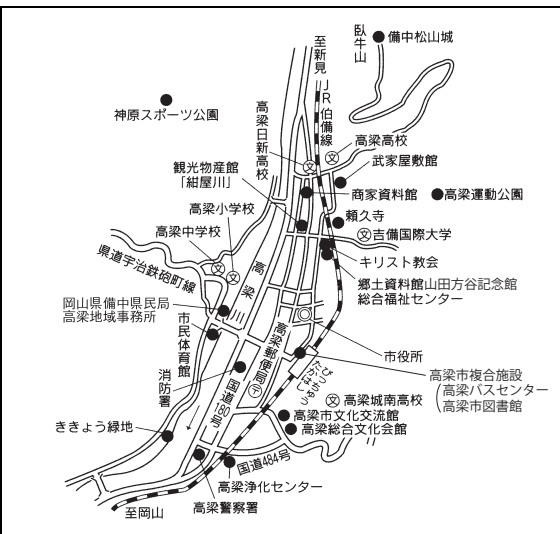 至新見
臥牛山
備中松山城
JR伯備線
神原スポーツ公園
高梁日新高校
高梁高校
武家屋敷館
観光物産館
「紺屋川」
商家資料館
高梁運動公園
高梁小学校
頼久寺
高梁中学校
吉備国際大学
県道宇治鉄砲町線
キリスト教会
郷土資料館山田方谷記念館
総合福祉センター
高梁川
岡山県備中県民局
高梁地域事務所
市民体育館
高梁郵便局
市役所
消防署
国道180号
びっちゅう
たかはし
高梁市複合施設
高梁バスセンター
高梁市図書館
高梁城南高校
高梁市文化交流館
高梁総合文化会館
ききょう緑地
国道484号
高梁浄化センター
高梁警察署
至岡山
文
文
文
文
文
文
〒